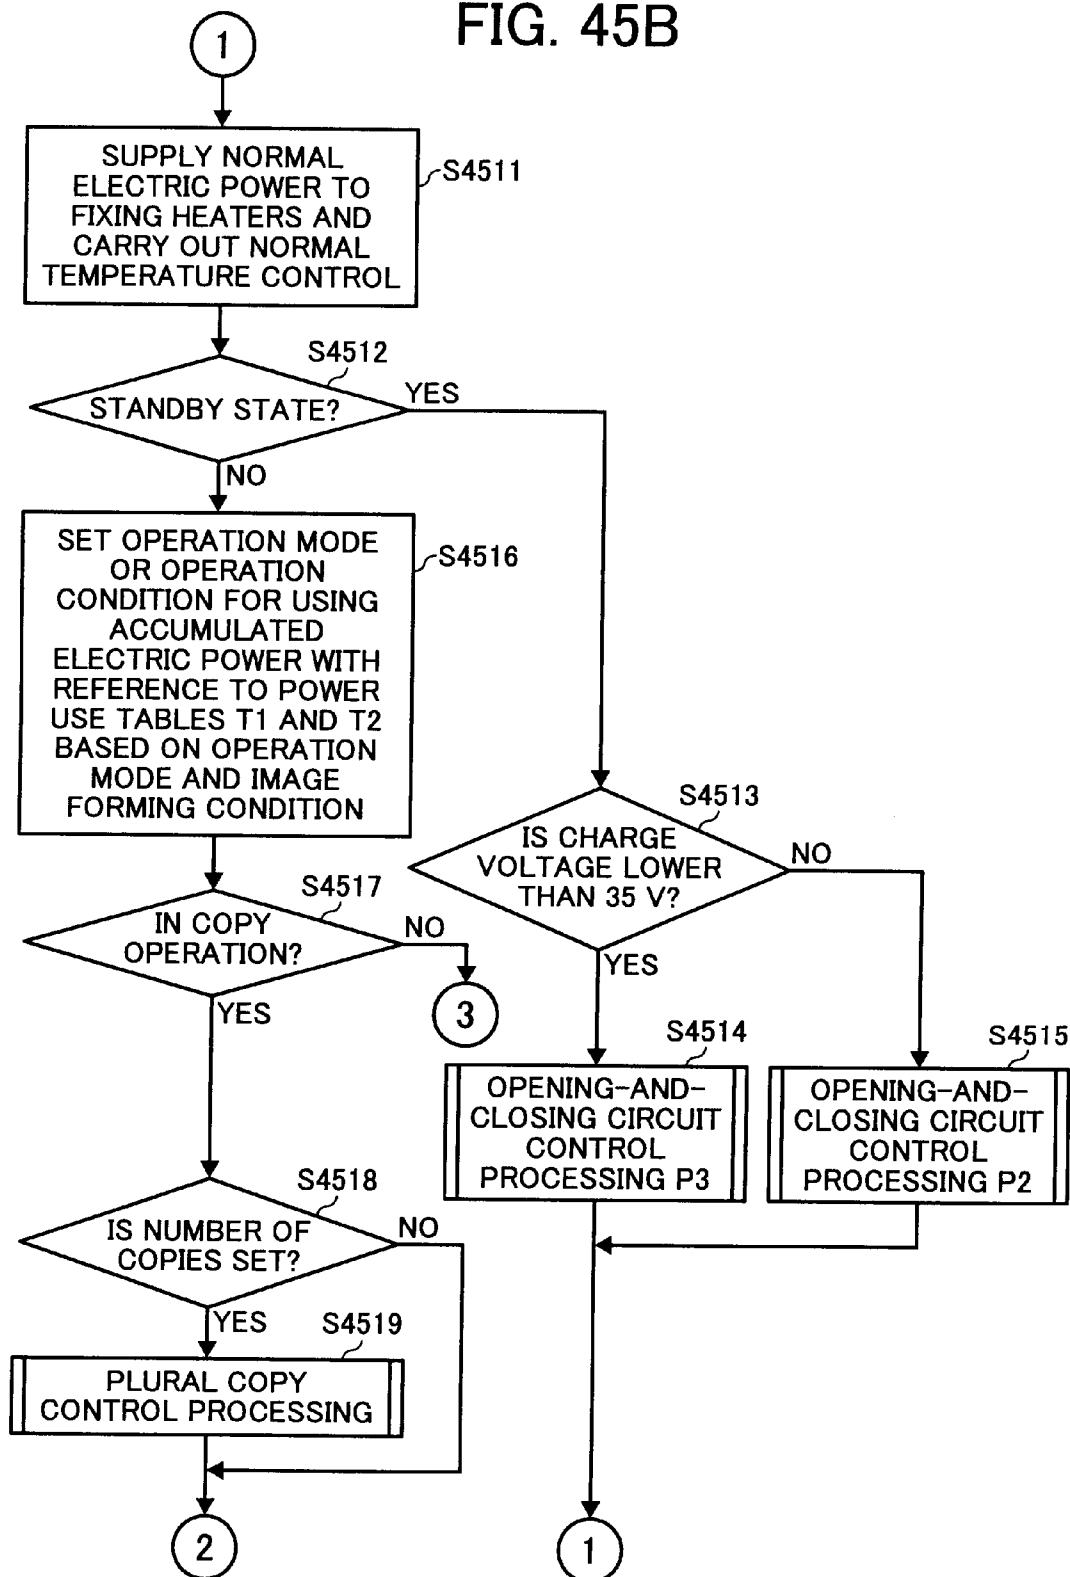 FIG. 45B
1
SUPPLY NORMAL
ELECTRIC POWER TO
FIXING HEATERS AND
CARRY OUT NORMAL
TEMPERATURE CONTROL
S4511
S4512
STANDBY STATE?
YES
NO
SET OPERATION MODE
OR OPERATION
CONDITION FOR USING
ACCUMULATED
ELECTRIC POWER WITH
REFERENCE TO POWER
USE TABLES T1 AND T2
BASED ON OPERATION
MODE AND IMAGE
FORMING CONDITION
S4516
S4513
IS CHARGE
VOLTAGE LOWER
THAN 35 V?
NO
YES
S4517
IN COPY
OPERATION?
NO
YES
3
S4514
OPENING-AND-
CLOSING CIRCUIT
CONTROL
PROCESSING P3
S4515
OPENING-AND-
CLOSING CIRCUIT
CONTROL
PROCESSING P2
S4518
IS NUMBER OF
COPIES SET?
NO
YES
S4519
PLURAL COPY
CONTROL PROCESSING
2
1